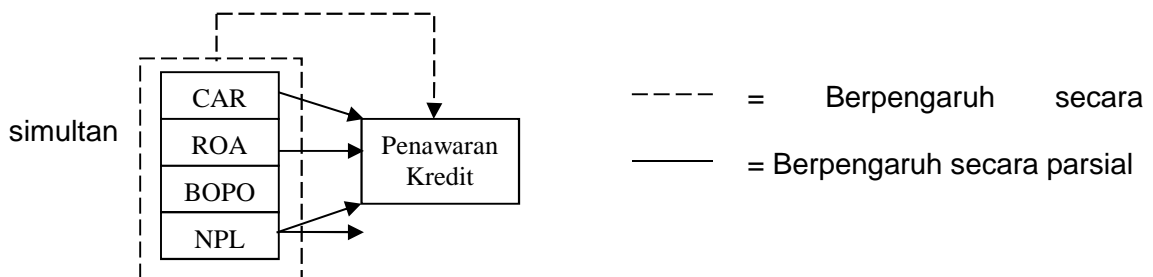 CAR
= Berpengaruh secara
simultan
ROA
Penawaran
Kredit
= Berpengaruh secara parsial
BOPO
NPL